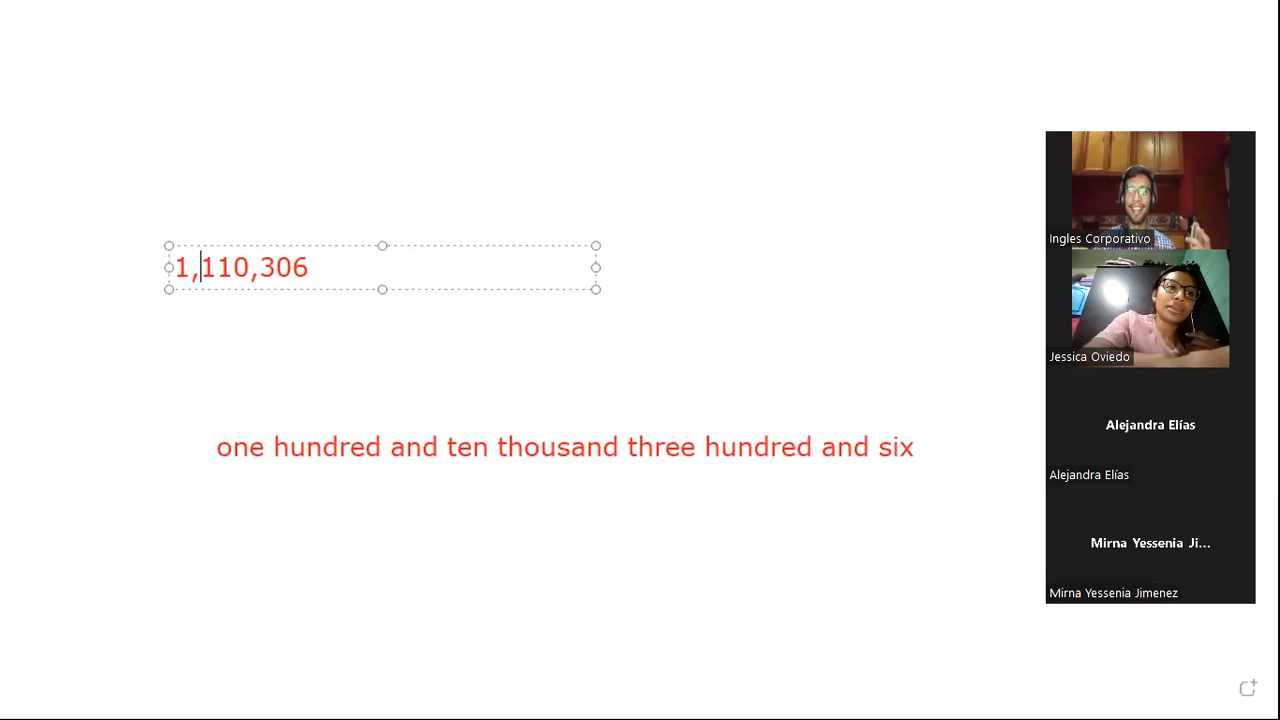 1,110,306
one hundred and ten thousand three hundred and six
Ingles Corporativo
Jessica Oviedo
Alejandra Elías
Alejandra Elías
Mirna Yessenia Ji...
Mirna Yessenia Jimenez